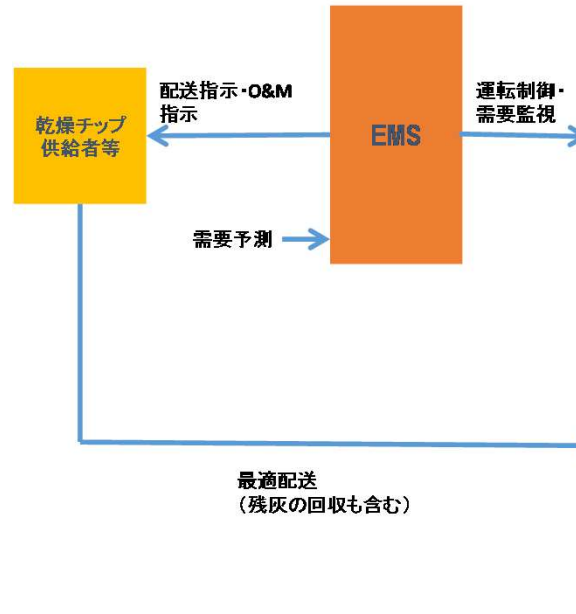 配送指示・O&M
指示
運転制御・
需要監視
乾燥チップ
供給者等
EMS
需要予測
最適配送
（残灰の回収も含む）